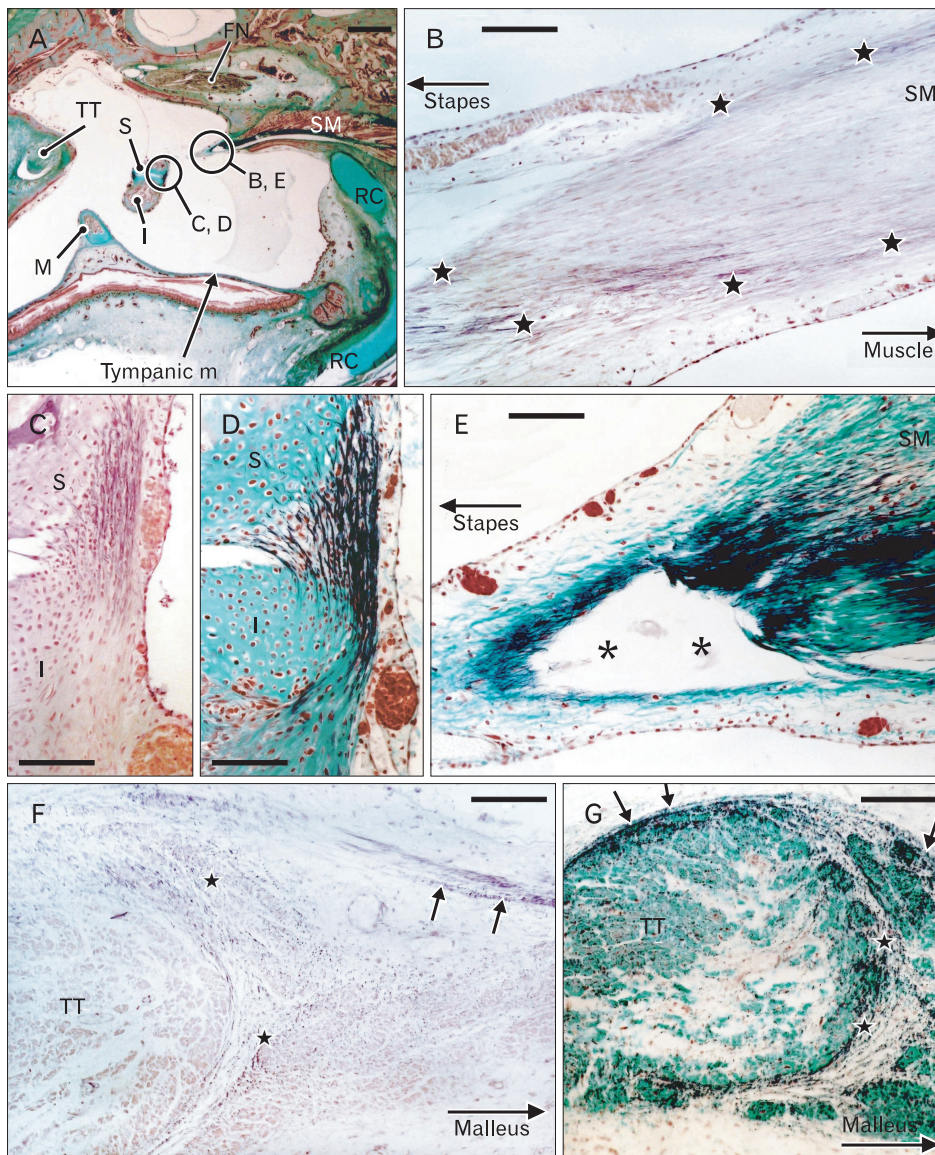 A
FN
TT
S
SM
B, E
C, D
RC
I
M
RC
Tympanic m
B
Stapes
SM
Muscle
C
S
I
D
S
I
E
SM
Stapes
F
TT
Malleus
G
TT
Malleus